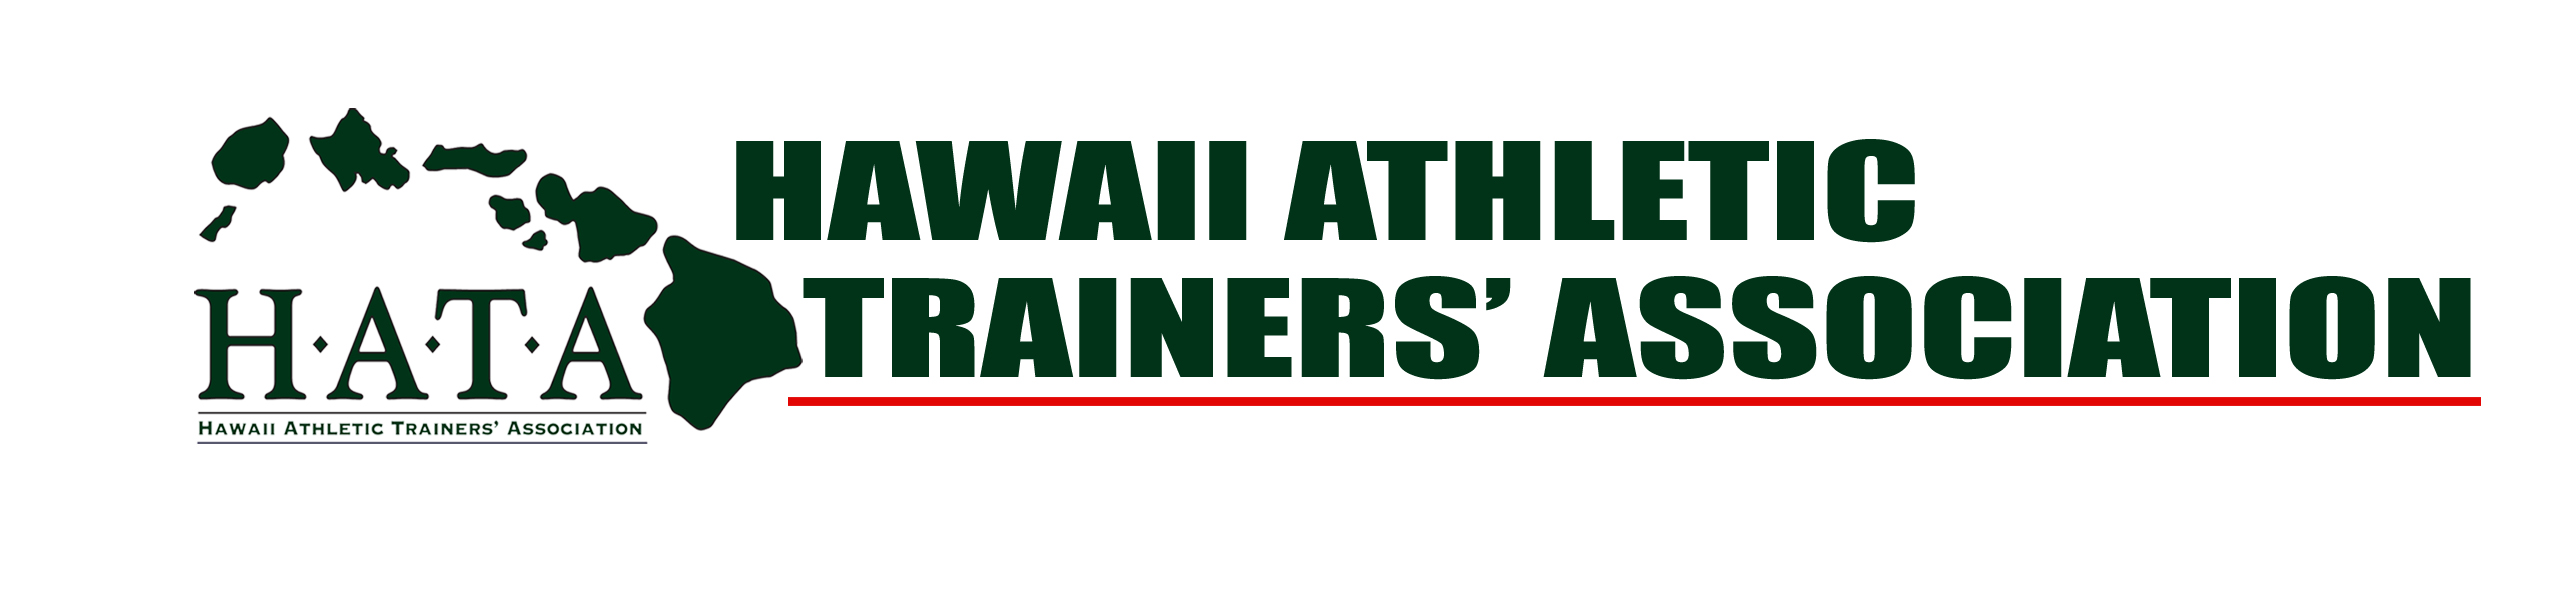 H·A·T·A
HAWAII ATHLETIC TRAINERS’ ASSOCIATION
HAWAII ATHLETIC
TRAINERS’ ASSOCIATION